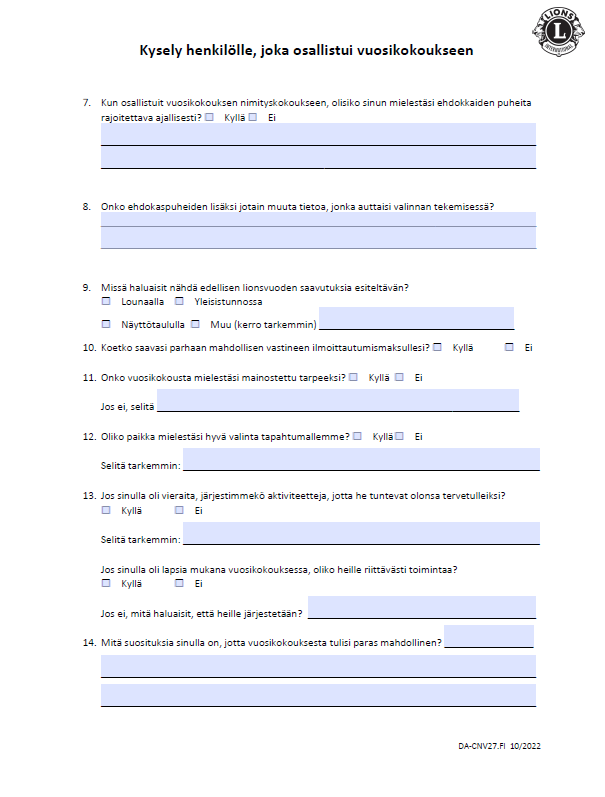 LIONS
L
INTERNATIONAL
Kysely henkilölle, joka osallistui vuosikokoukseen
7. Kun osallistuit vuosikokouksen nimityskokoukseen, olisiko sinun mielestäsi ehdokkaiden puheita
rajoitettava ajallisesti? ☐ Kyllä ☐ Ei
8. Onko ehdokaspuheiden lisäksi jotain muuta tietoa, jonka auttaisi valinnan tekemisessä?
9. Missä haluaisit nähdä edellisen lionsvuoden saavutuksia esiteltävän?
☐ Lounaalla ☐ Yleisistunnossa
☐ Näyttötaululla ☐ Muu (kerro tarkemmin)
10. Koetko saavasi parhaan mahdollisen vastineen ilmoittautumismaksullesi? ☐ Kyllä ☐ Ei
11. Onko vuosikokousta mielestäsi mainostettu tarpeeksi? ☐ Kyllä ☐ Ei
Jos ei, selitä
12. Oliko paikka mielestäsi hyvä valinta tapahtumallemme? ☐ Kyllä ☐ Ei
Selitä tarkemmin:
13. Jos sinulla oli vieraita, järjestimmekö aktiviteetteja, jotta he tuntevat olonsa tervetulleiksi?
☐ Kyllä ☐ Ei
Selitä tarkemmin:
Jos sinulla oli lapsia mukana vuosikokouksessa, oliko heille riittävästi toimintaa?
☐ Kyllä ☐ Ei
Jos ei, mitä haluaisit, että heille järjestetään?
14. Mitä suosituksia sinulla on, jotta vuosikokouksesta tulisi paras mahdollinen?
DA-CNV27.FI 10/2022